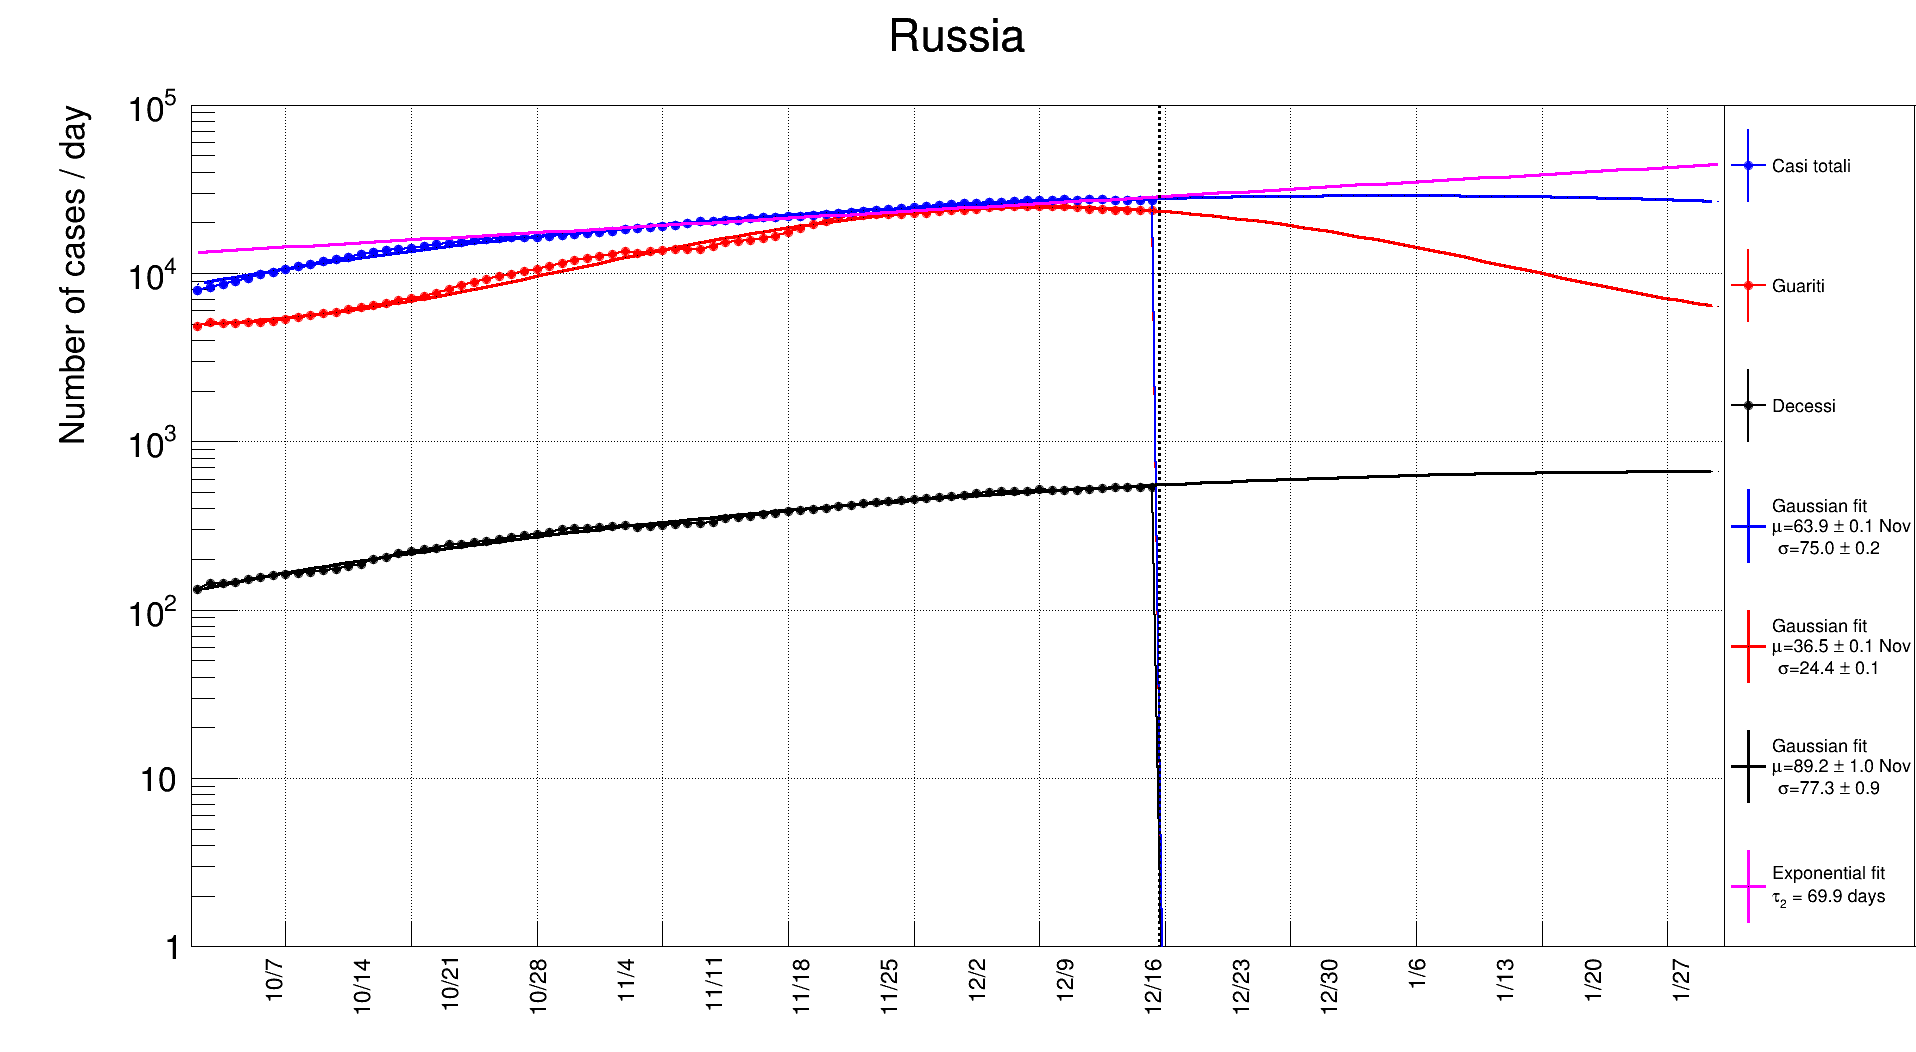 Russia
Number of cases / day
10^5
10^4
10^3
10^2
10
1
10/7
10/14
10/21
10/28
11/4
11/11
11/18
11/25
12/2
12/9
12/16
12/23
12/30
1/6
1/13
1/20
1/27
Casi totali
Guariti
Decessi
Gaussian fit
μ=63.9 ± 0.1 Nov
σ=75.0 ± 0.2
Gaussian fit
μ=36.5 ± 0.1 Nov
σ=24.4 ± 0.1
Gaussian fit
μ=89.2 ± 1.0 Nov
σ=77.3 ± 0.9
Exponential fit
τ₂ = 69.9 days